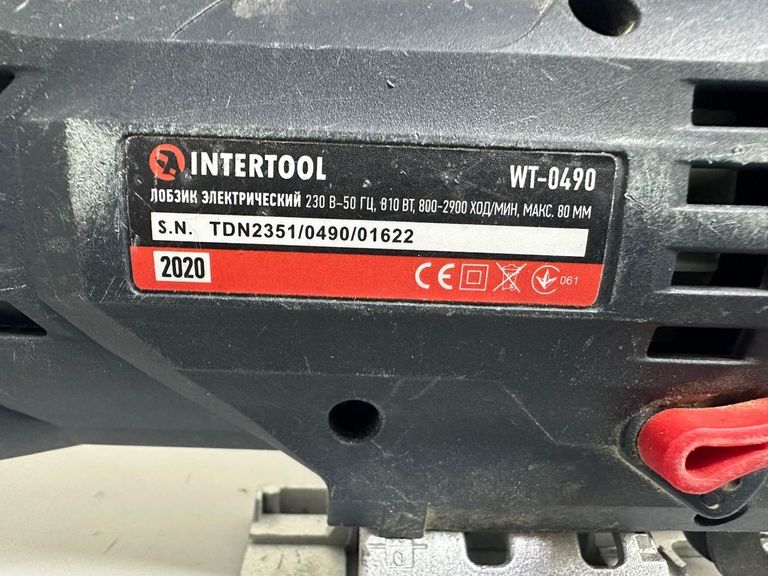 INTERTOOL WT-0490
ЛОБЗИК ЭЛЕКТРИЧЕСКИЙ 230 В~50 ГЦ, 810 ВТ, 800-2900 ХОД/МИН, МАКС. 80 ММ
S.N. TDN2351/0490/01622
2020 CE 061